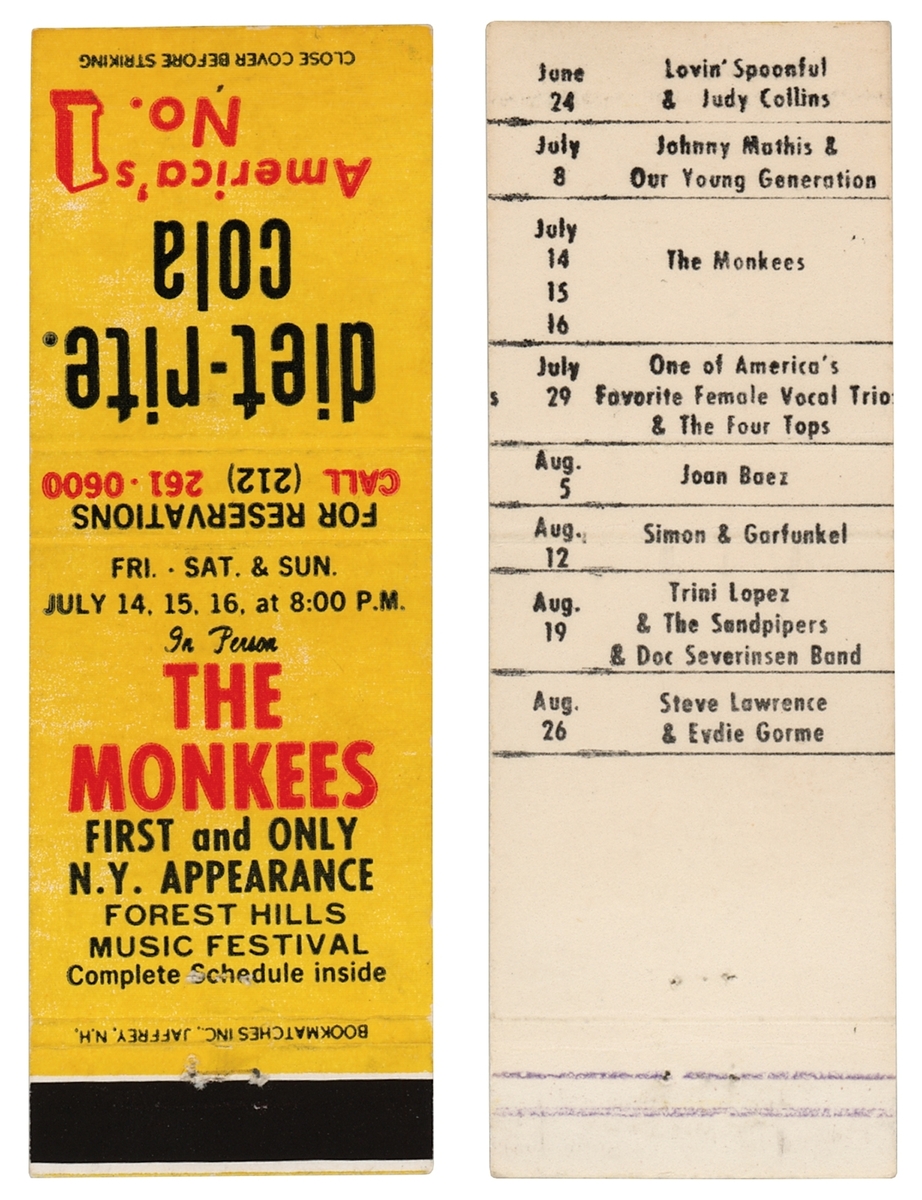 CLOSE COVER BEFORE STRIKING
America's
No. 1
diet-rite®
cola
FOR RESERVATIONS
CALL (212) 261-0600
FRI. · SAT. & SUN.
JULY 14, 15, 16, at 8:00 P.M.
In Person
THE
MONKEES
FIRST and ONLY
N.Y. APPEARANCE
FOREST HILLS
MUSIC FESTIVAL
Complete Schedule inside
BOOKMATCHES INC., JAFFREY, N.H.
June Lovin' Spoonful
24 & Judy Collins
July Johnny Mathis &
8 Our Young Generation
July
14 The Monkees
15
16
July One of America's
s 29 Favorite Female Vocal Trio
& The Four Tops
Aug.
5 Joan Baez
Aug. Simon & Garfunkel
12
Aug. Trini Lopez
19 & The Sandpipers
& Doc Severinsen Band
Aug. Steve Lawrence
26 & Eydie Gorme